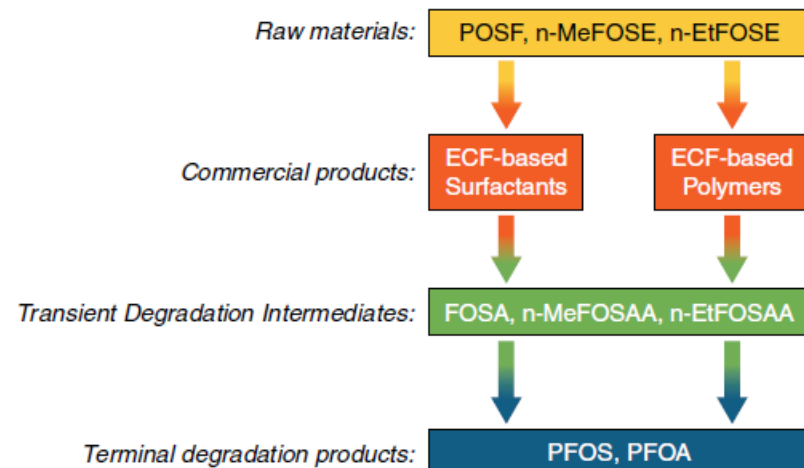 Raw materials: POSF, n-MeFOSE, n-EtFOSE
Commercial products:
ECF-based
Surfactants
ECF-based
Polymers
Transient Degradation Intermediates: FOSA, n-MeFOSAA, n-EtFOSAA
Terminal degradation products: PFOS, PFOA